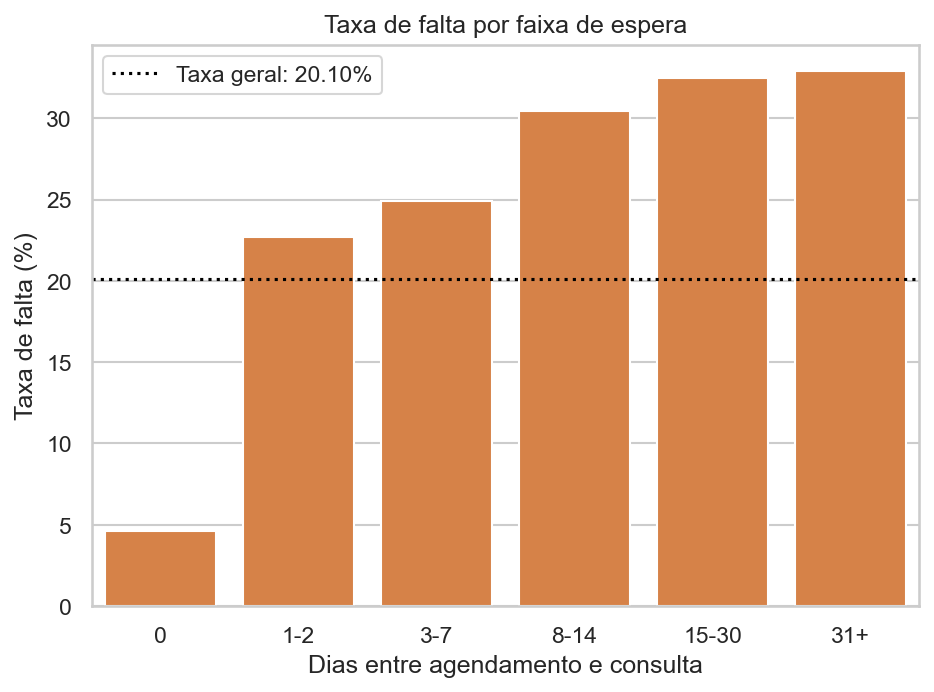 Taxa de falta por faixa de espera
Taxa geral: 20.10%
Taxa de falta (%)
30
25
20
15
10
5
0
0 1-2 3-7 8-14 15-30 31+
Dias entre agendamento e consulta